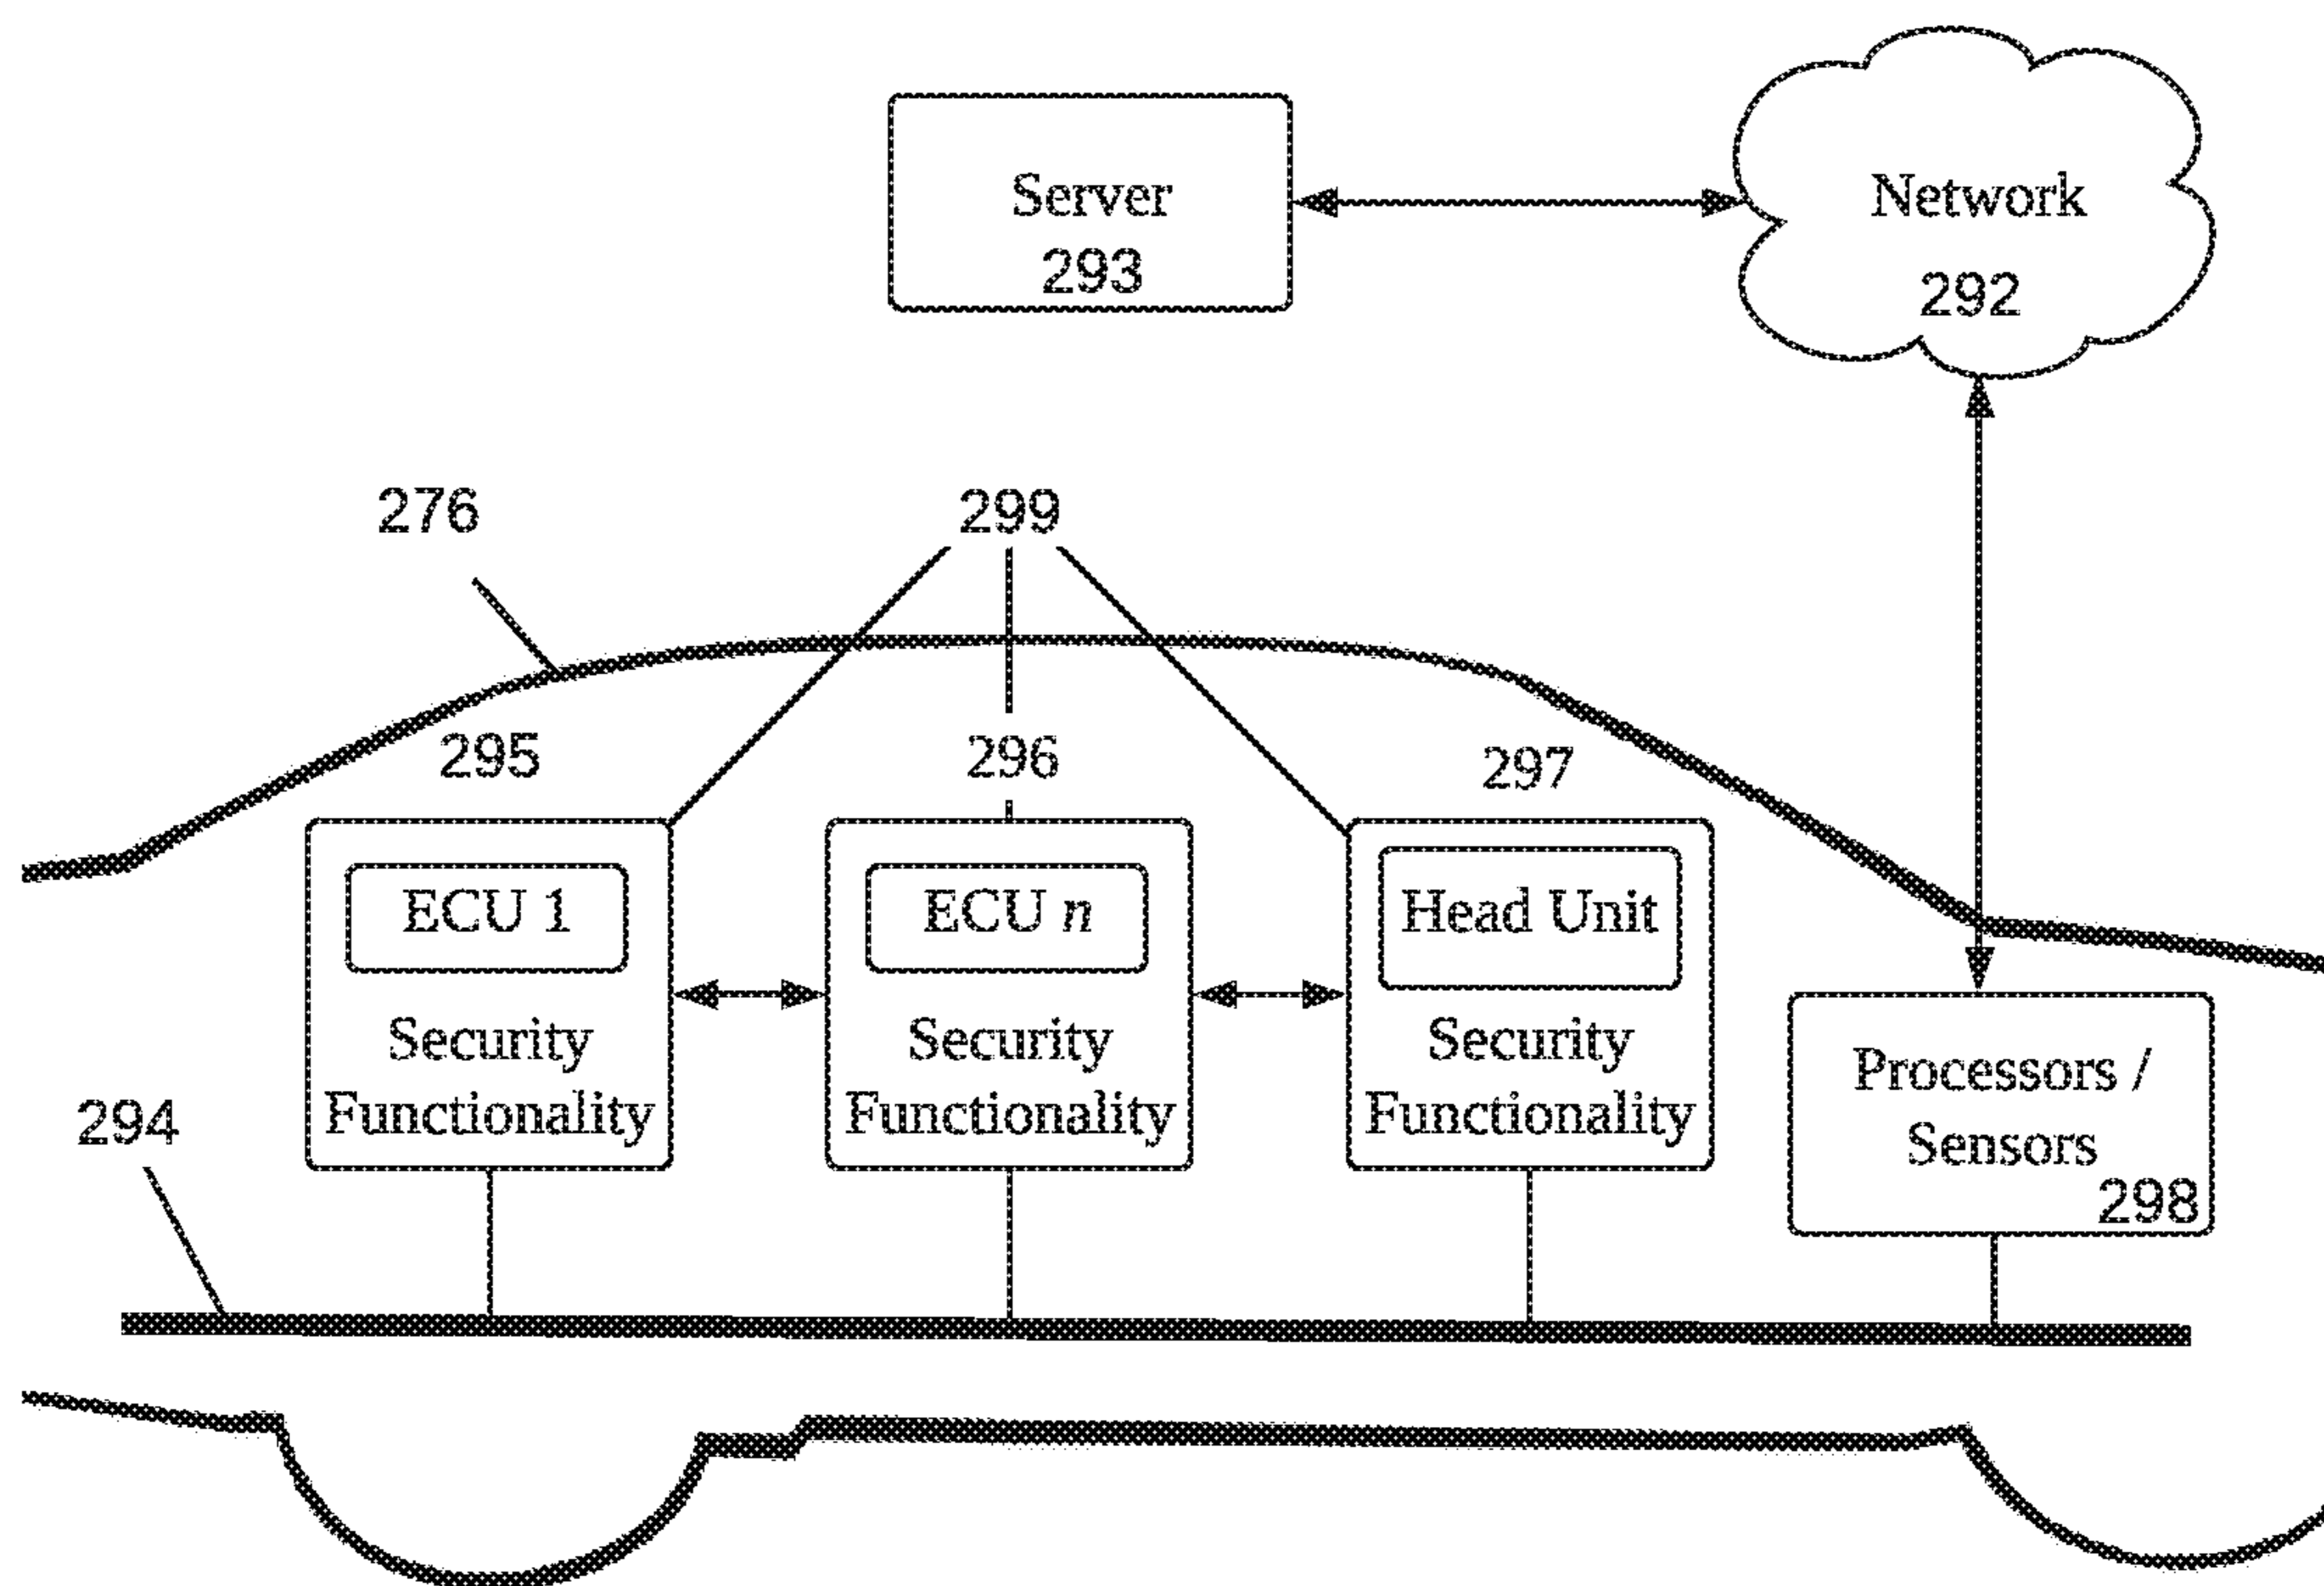 Server
293
Network
292
276
299
295
296
297
ECU 1
Security
Functionality
ECU n
Security
Functionality
Head Unit
Security
Functionality
Processors /
Sensors
298
294